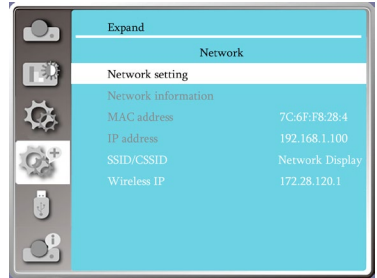 Expand
Network
Network setting
Network information
MAC address 7C:6F:F8:28:4
IP address 192.168.1.100
SSID/CSSID Network Display
Wireless IP 172.28.120.1